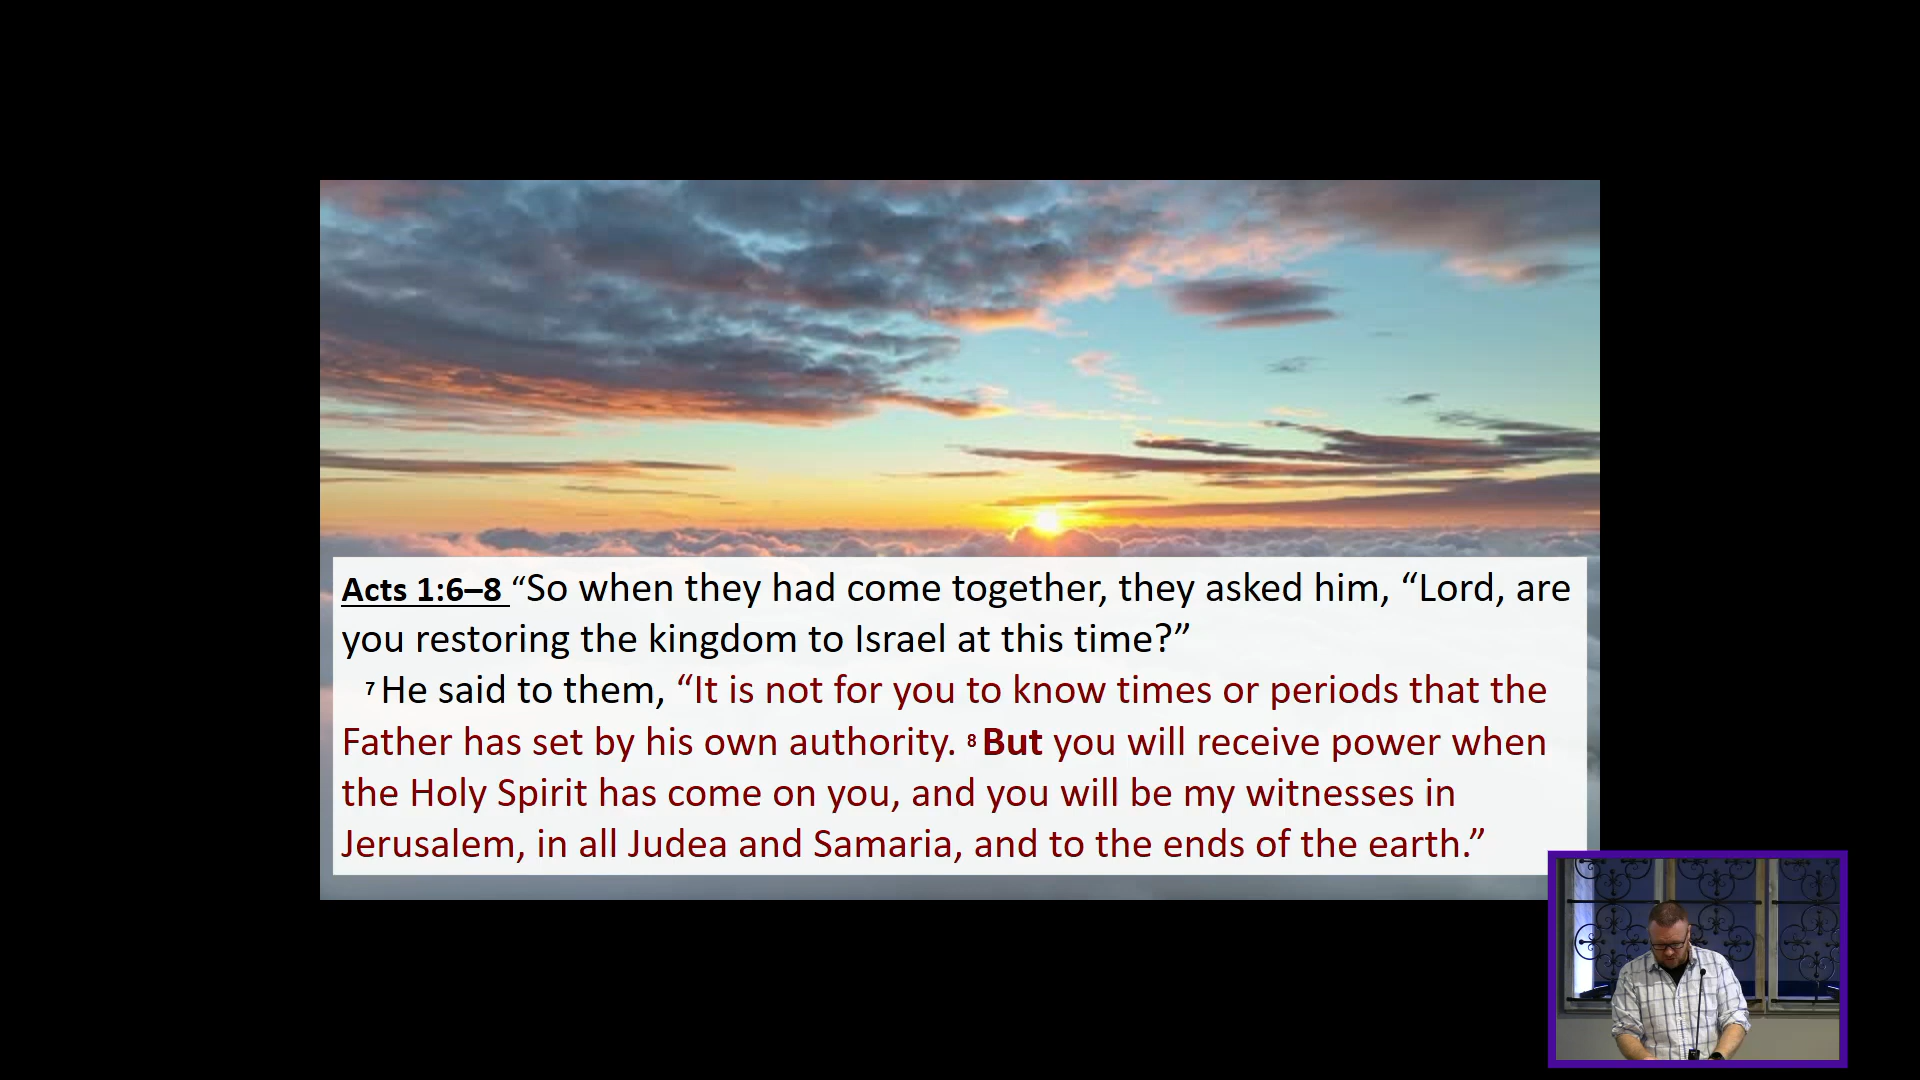 Acts 1:6–8 “So when they had come together, they asked him, “Lord, are
you restoring the kingdom to Israel at this time?”
7 He said to them, “It is not for you to know times or periods that the
Father has set by his own authority. 8 But you will receive power when
the Holy Spirit has come on you, and you will be my witnesses in
Jerusalem, in all Judea and Samaria, and to the ends of the earth.”